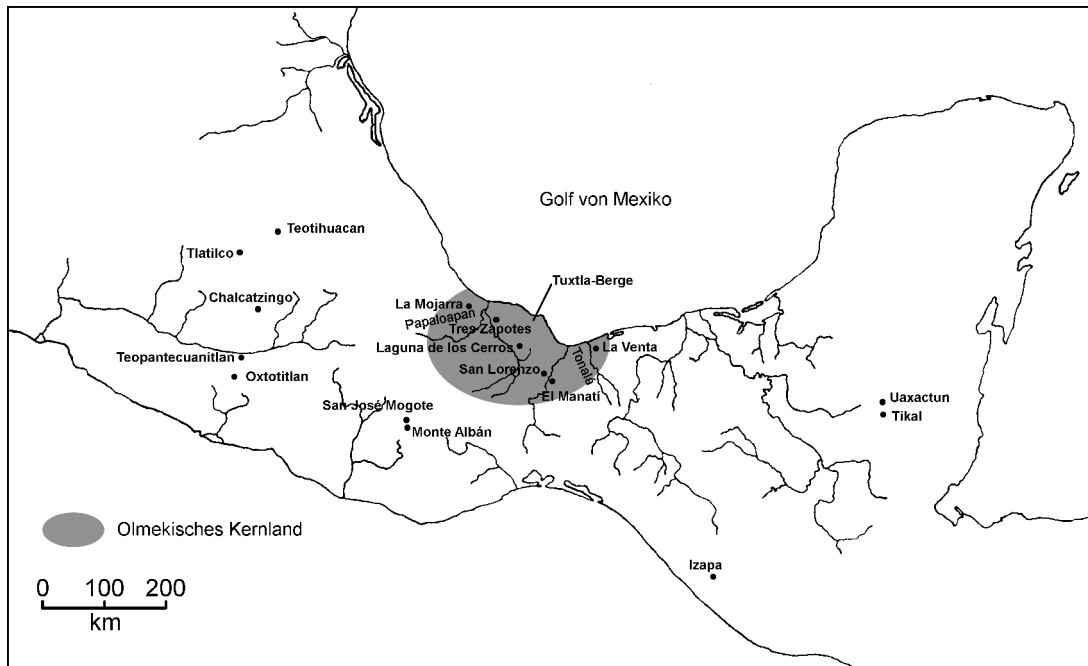 Golf von Mexiko
Teotihuacan
Tlatilco
Tuxtla-Berge
Chalcatzingo
La Mojarra
Papaloapan
Tres Zapotes
Laguna de los Cerros
La Venta
Tonalá
Teopantecuanitlan
San Lorenzo
Oxtotitlan
El Manatí
Uaxactun
San José Mogote
Tikal
Monte Albán
Olmekisches Kernland
Izapa
0 100 200
km